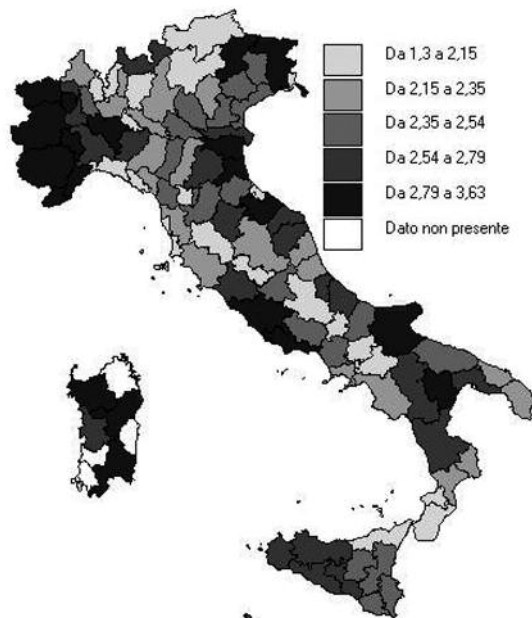 Da 1,3 a 2,15
Da 2,15 a 2,35
Da 2,35 a 2,54
Da 2,54 a 2,79
Da 2,79 a 3,63
Dato non presente